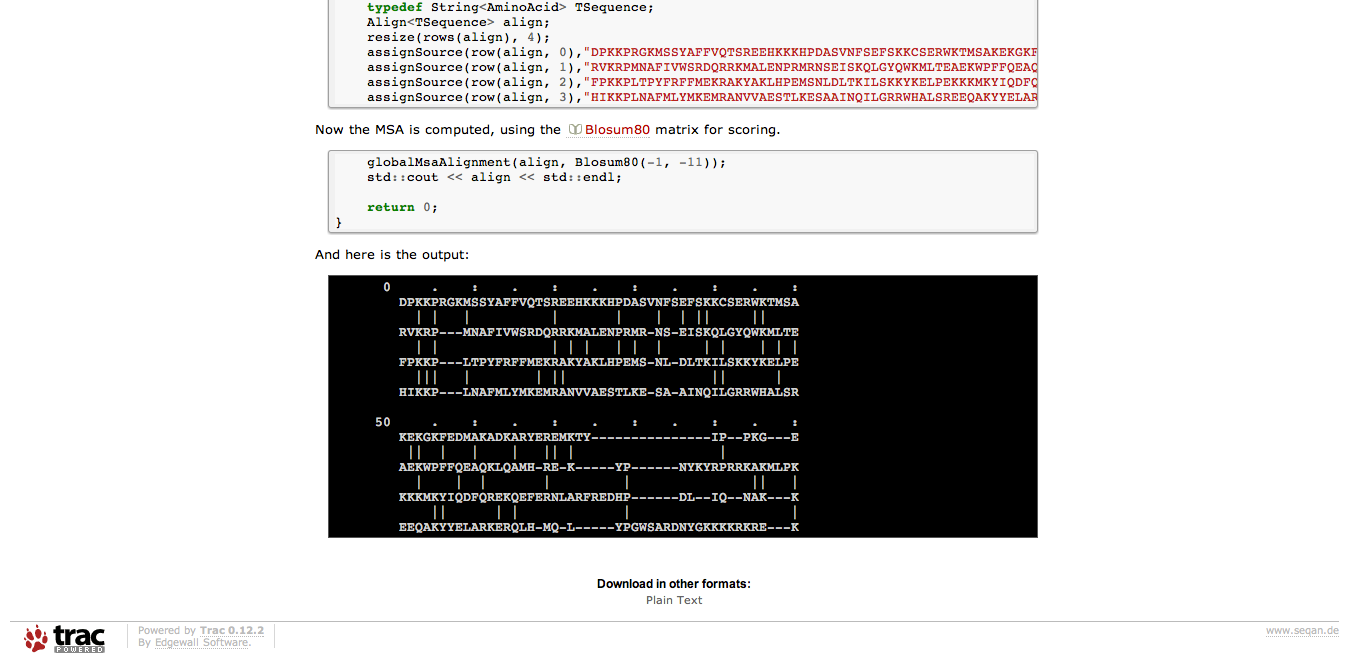 typedef String<AminoAcid> TSequence;
Align<TSequence> align;
resize(rows(align), 4);
assignSource(row(align, 0),"DPKKPRGKMSSYAFFVQTSREEHKKKHPDASVNFSEFSKKCSERWKTMSAKEKGKF
assignSource(row(align, 1),"RVKRPMNAFIVWSRDQRRKMALENPRMRNSEISKQLGYQWKMLTEAEKWPFFQEAQ
assignSource(row(align, 2),"FPKKPLTPYFRFFMEKRAKYAKLHPEMSNLDLTKILSKKYKELPEKKKMKYIQDFQ
assignSource(row(align, 3),"HIKKPLNAFMLYMKEMRANVVAESTLKESAAINQILGRRWHALSREEQAKYYELAR
Now the MSA is computed, using the Blosum80 matrix for scoring.
globalMsaAlignment(align, Blosum80(-1, -11));
std::cout << align << std::endl;
return 0;
}
And here is the output:
0 . : . : . : . : . :
DPKKPRGKMSSYAFFVQTSREEHKKKHPDASVNFSEFSKKCSERWKTMSA
| | | | | | | || ||
RVKRP---MNAFIVWSRDQRRKMALENPRMR-NS-EISKQLGYQWKMLTE
| | | | | | | | | | | | |
FPKKP---LTPYFRFFMEKRAKYAKLHPEMS-NL-DLTKILSKKYKELPE
||| | | || || |
HIKKP---LNAFMLYMKEMRANVVAESTLKE-SA-AINQILGRRWHALSR
50 . : . : . : . : . :
KEKGKFEDMAKADKARYEREMKTY---------------IP--PKG---E
|| | | | || | |
AEKWPFFQEAQKLQAMH-RE-K-----YP------NYKYRPRRKAKMLPK
| | | | | || |
KKKMKYIQDFQREKQEFERNLARFREDHP------DL--IQ--NAK---K
|| | | | |
EEQAKYYELARKERQLH-MQ-L-----YPGWSARDNYGKKKKRKRE---K
Download in other formats:
Plain Text
trac
POWERED
Powered by Trac 0.12.2
By Edgewall Software.
www.seqan.de